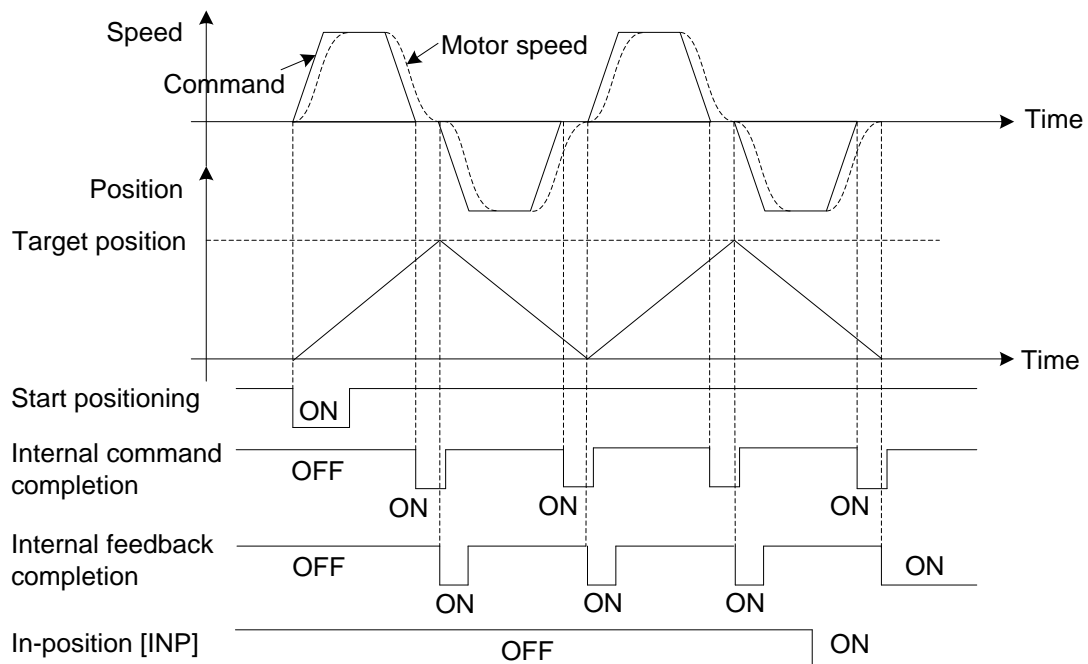 Speed
Motor speed
Command
Time
Position
Target position
Time
Start positioning
ON
Internal command
completion
OFF
ON
ON
ON
Internal feedback
completion
OFF
ON
ON
ON
ON
In-position [INP]
OFF
ON